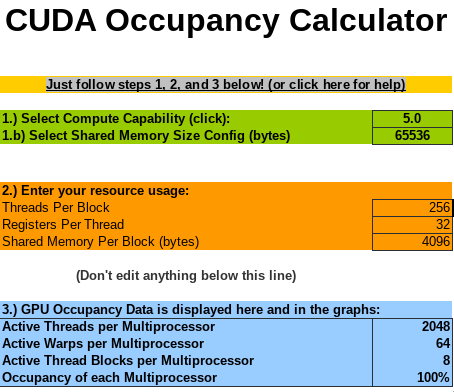 CUDA Occupancy Calculator
Just follow steps 1, 2, and 3 below! (or click here for help)
1.) Select Compute Capability (click): 5.0
1.b) Select Shared Memory Size Config (bytes) 65536
2.) Enter your resource usage:
Threads Per Block 256
Registers Per Thread 32
Shared Memory Per Block (bytes) 4096
(Don't edit anything below this line)
3.) GPU Occupancy Data is displayed here and in the graphs:
Active Threads per Multiprocessor 2048
Active Warps per Multiprocessor 64
Active Thread Blocks per Multiprocessor 8
Occupancy of each Multiprocessor 100%